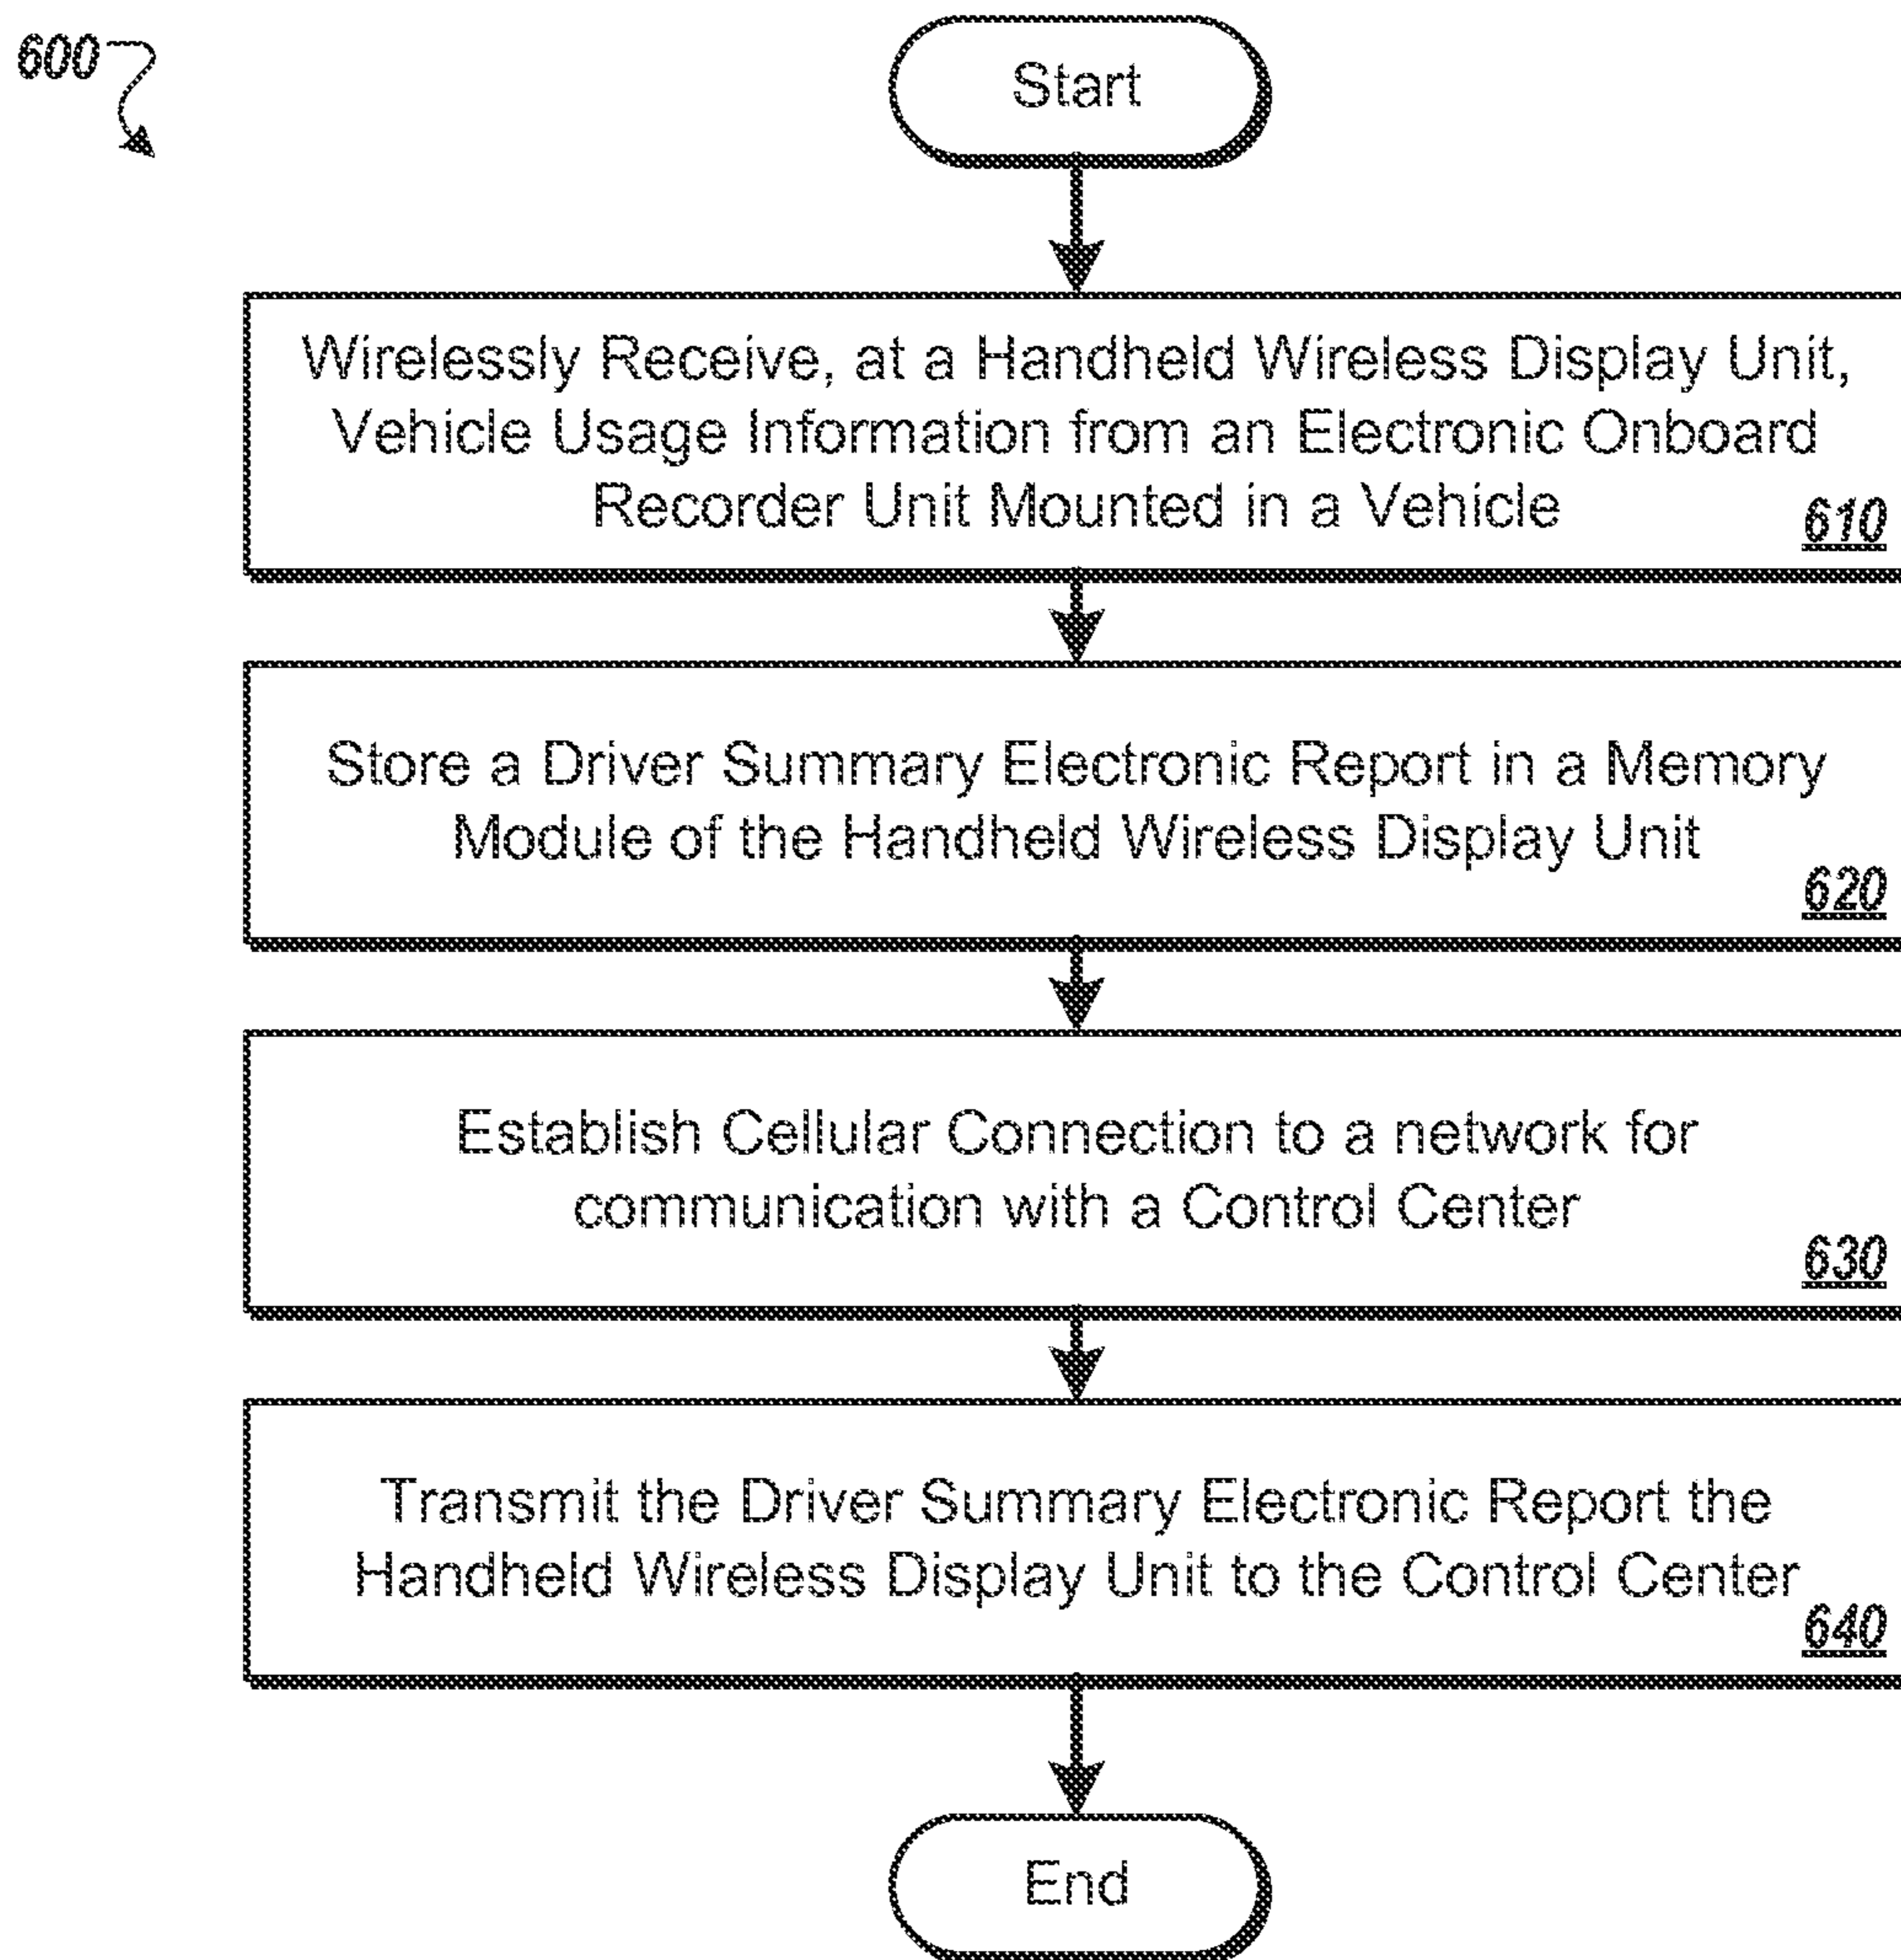 600
Start
Wirelessly Receive, at a Handheld Wireless Display Unit,
Vehicle Usage Information from an Electronic Onboard
Recorder Unit Mounted in a Vehicle
610
Store a Driver Summary Electronic Report in a Memory
Module of the Handheld Wireless Display Unit
620
Establish Cellular Connection to a network for
communication with a Control Center
630
Transmit the Driver Summary Electronic Report the
Handheld Wireless Display Unit to the Control Center
640
End